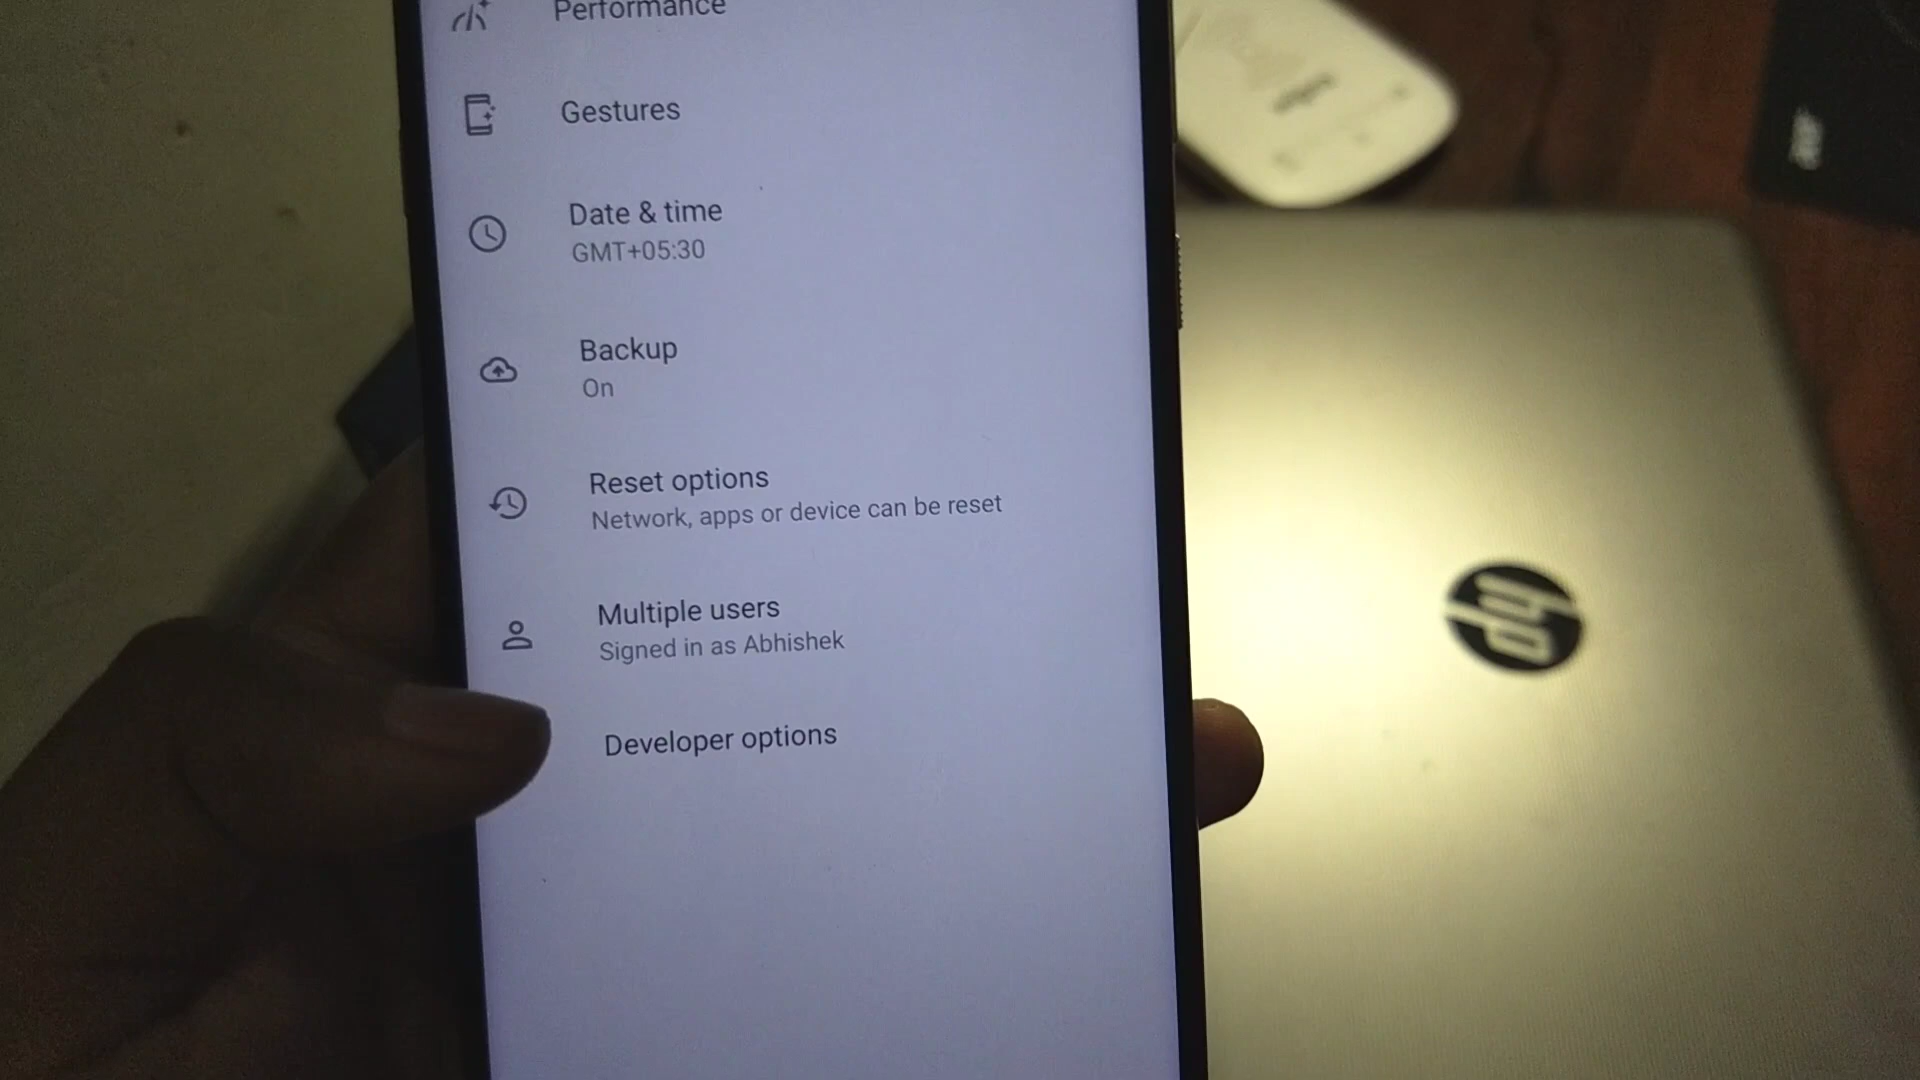 Performance
Gestures
Date & time
GMT+05:30
Backup
On
Reset options
Network, apps or device can be reset
Multiple users
Signed in as Abhishek
Developer options
hp